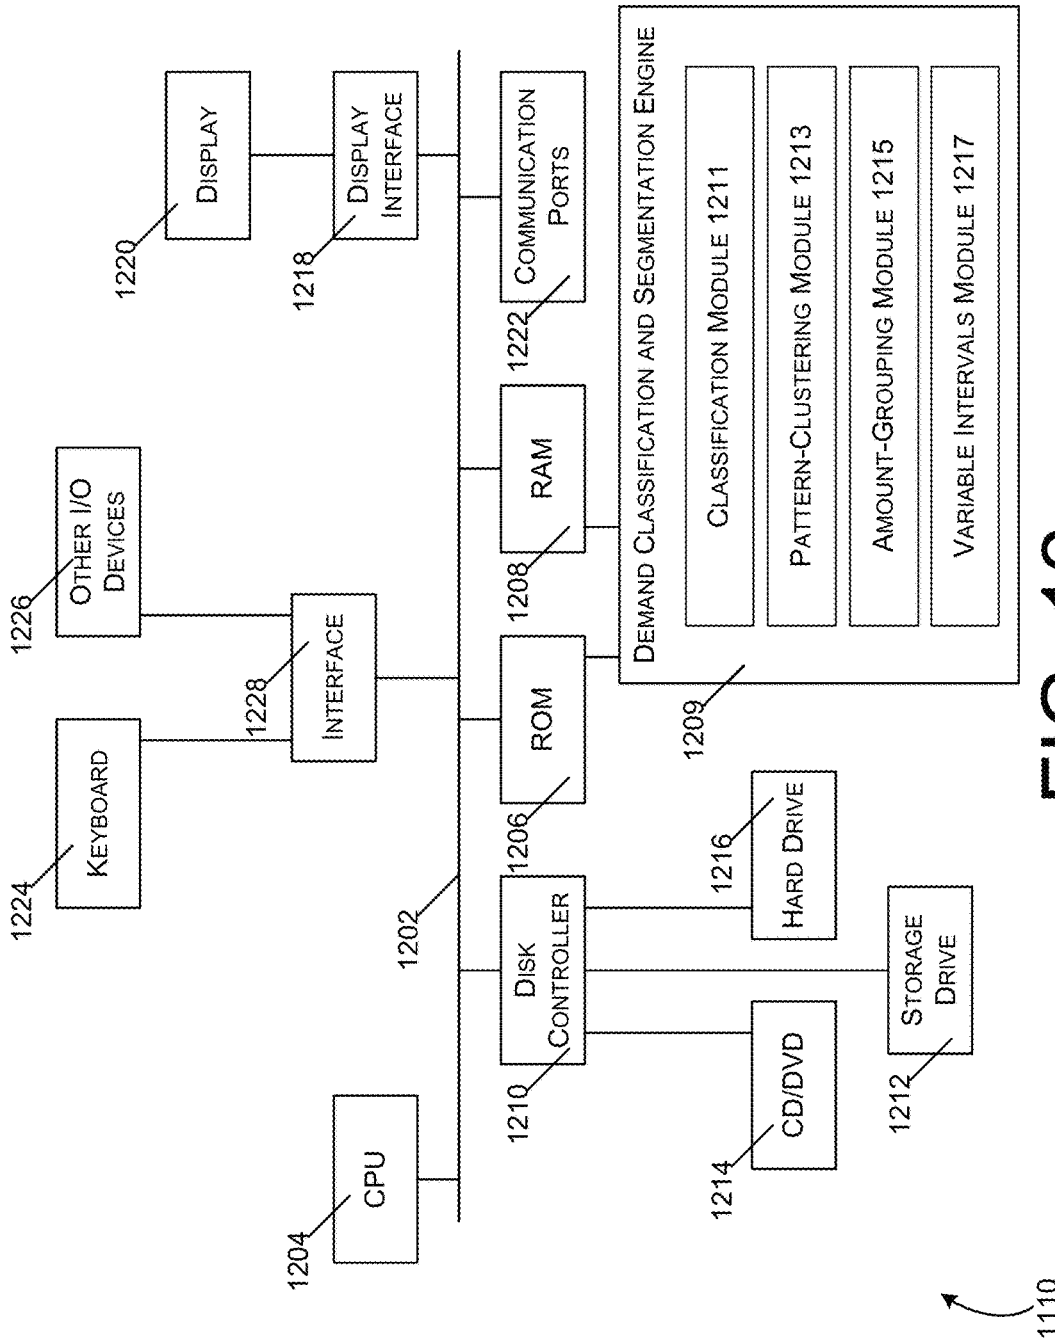 1220
DISPLAY
1218
DISPLAY
INTERFACE
1222
COMMUNICATION
PORTS
1226
OTHER I/O
DEVICES
1224
KEYBOARD
1228
INTERFACE
1202
1204
CPU
1210
DISK
CONTROLLER
1206
ROM
1208
RAM
1214
CD/DVD
1216
HARD DRIVE
1212
STORAGE
DRIVE
1209
DEMAND CLASSIFICATION AND SEGMENTATION ENGINE
CLASSIFICATION MODULE 1211
PATTERN-CLUSTERING MODULE 1213
AMOUNT-GROUPING MODULE 1215
VARIABLE INTERVALS MODULE 1217
1110